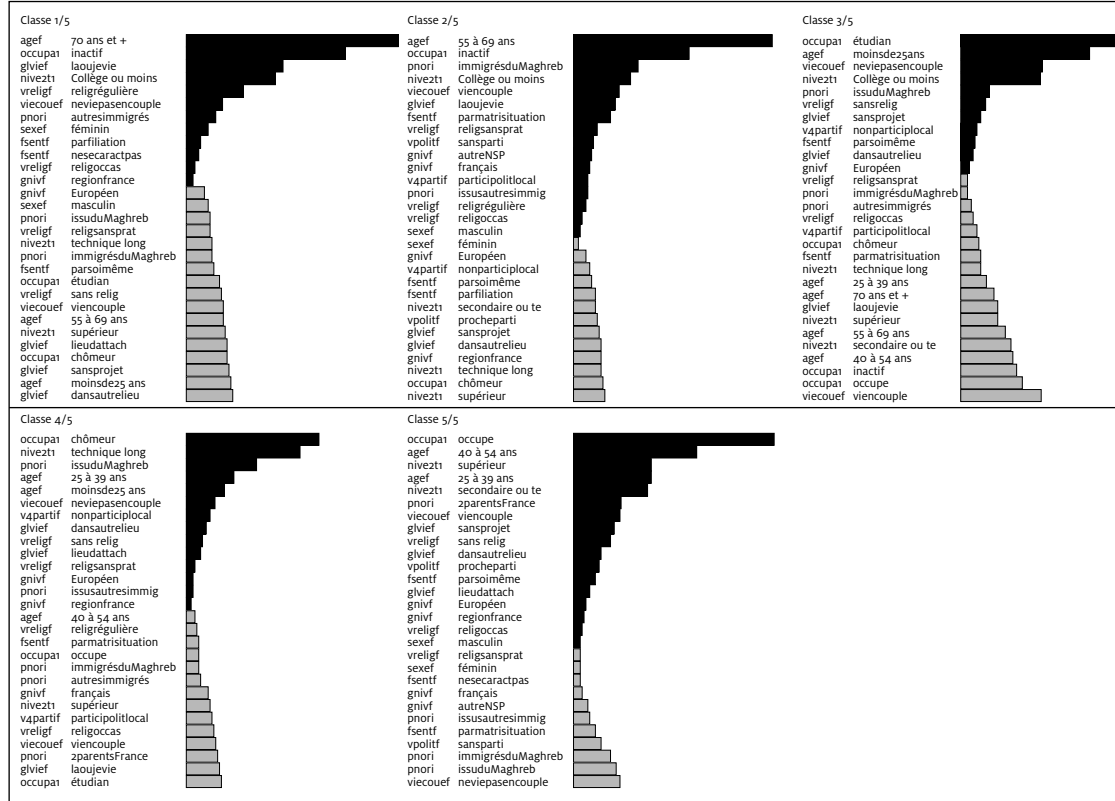 Classe 1/5
agef 70 ans et +
occupa1 inactif
glvief laoujevie
nive2t1 Collège ou moins
vreligf religrégulière
viecouef neviepasencouple
pnori autresimmigrés
sexef féminin
fsentf parfiliation
fsentf nesecaractpas
vreligf religoccas
gnivf regionfrance
gnivf Européen
sexef masculin
pnori issuduMaghreb
vreligf religsansprat
nive2t1 technique long
pnori immigrésduMaghreb
fsentf parsoimême
occupa1 étudian
vreligf sans relig
viecouef viencouple
agef 55 à 69 ans
nive2t1 supérieur
glvief lieudattach
occupa1 chômeur
glvief sansprojet
agef moinsde25 ans
glvief dansautrelieu
Classe 2/5
agef 55 à 69 ans
occupa1 inactif
pnori immigrésduMaghreb
nive2t1 Collège ou moins
viecouef viencouple
glvief laoujevie
fsentf parmatrisituation
vreligf religsansprat
vpolitf sansparti
gnivf autreNSP
gnivf français
v4partif participolitlocal
pnori issusautresimmig
vreligf religrégulière
vreligf religoccas
sexef masculin
sexef féminin
gnivf Européen
v4partif nonparticiplocal
fsentf parsoimême
fsentf parfiliation
nive2t1 secondaire ou te
vpolitf procheparti
glvief sansprojet
glvief dansautrelieu
gnivf regionfrance
nive2t1 technique long
occupa1 chômeur
nive2t1 supérieur
Classe 3/5
occupa1 étudian
agef moinsde25ans
viecouef neviepasencouple
nive2t1 Collège ou moins
pnori issuduMaghreb
vreligf sansrelig
glvief sansprojet
v4partif nonparticiplocal
fsentf parsoimême
glvief dansautrelieu
gnivf Européen
vreligf religsansprat
pnori immigrésduMaghreb
pnori autresimmigrés
vreligf religoccas
v4partif participolitlocal
occupa1 chômeur
fsentf parmatrisituation
nive2t1 technique long
agef 25 à 39 ans
agef 70 ans et +
glvief laoujevie
nive2t1 supérieur
agef 55 à 69 ans
nive2t1 secondaire ou te
agef 40 à 54 ans
occupa1 inactif
occupa1 occupe
viecouef viencouple
Classe 4/5
occupa1 chômeur
nive2t1 technique long
pnori issuduMaghreb
agef 25 à 39 ans
agef moinsde25 ans
viecouef neviepasencouple
v4partif nonparticiplocal
glvief dansautrelieu
vreligf sans relig
glvief lieudattach
vreligf religsansprat
gnivf Européen
pnori issusautresimmig
gnivf regionfrance
agef 40 à 54 ans
vreligf religrégulière
fsentf parmatrisituation
occupa1 occupe
pnori immigrésduMaghreb
pnori autresimmigrés
gnivf français
nive2t1 supérieur
v4partif participolitlocal
vreligf religoccas
viecouef viencouple
pnori 2parentsFrance
glvief laoujevie
occupa1 étudian
Classe 5/5
occupa1 occupe
agef 40 à 54 ans
nive2t1 supérieur
agef 25 à 39 ans
nive2t1 secondaire ou te
pnori 2parentsFrance
viecouef viencouple
glvief sansprojet
vreligf sans relig
glvief dansautrelieu
vpolitf procheparti
fsentf parsoimême
glvief lieudattach
gnivf Européen
gnivf regionfrance
vreligf religoccas
sexef masculin
vreligf religsansprat
sexef féminin
fsentf nesecaractpas
gnivf français
gnivf autreNSP
pnori issusautresimmig
fsentf parmatrisituation
vpolitf sansparti
pnori immigrésduMaghreb
pnori issuduMaghreb
viecouef neviepasencouple